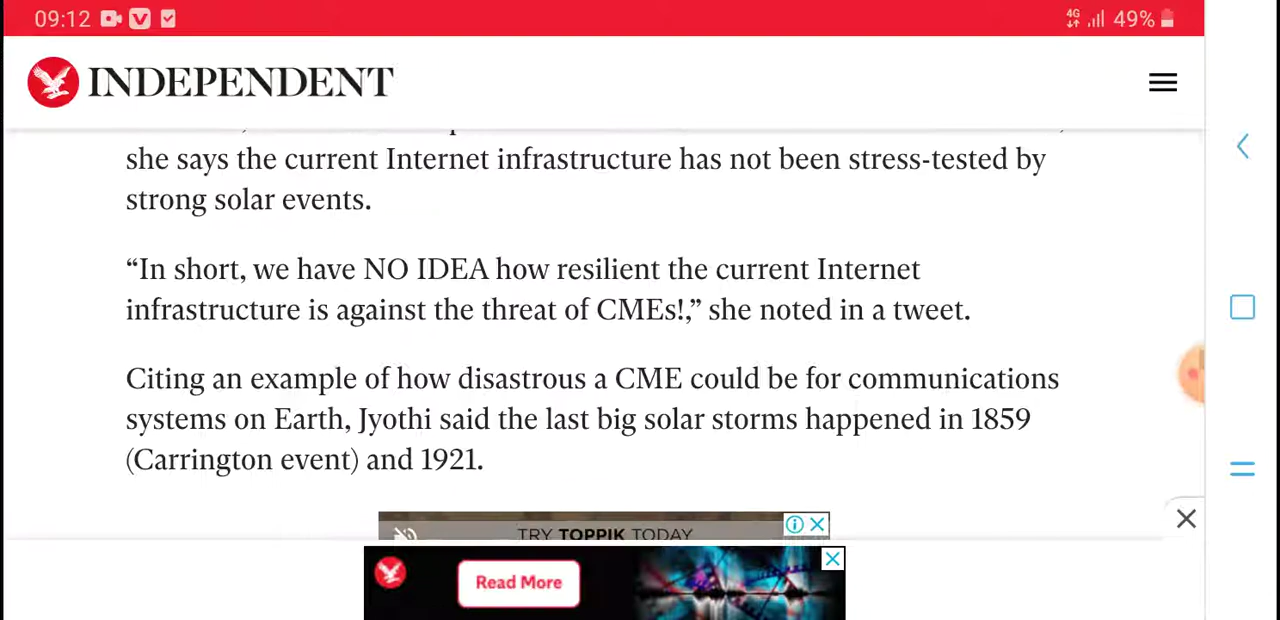 09:12
4G 49%
INDEPENDENT
she says the current Internet infrastructure has not been stress-tested by
strong solar events.
“In short, we have NO IDEA how resilient the current Internet
infrastructure is against the threat of CMEs!,” she noted in a tweet.
Citing an example of how disastrous a CME could be for communications
systems on Earth, Jyothi said the last big solar storms happened in 1859
(Carrington event) and 1921.
TRY TOPPIK TODAY
Read More